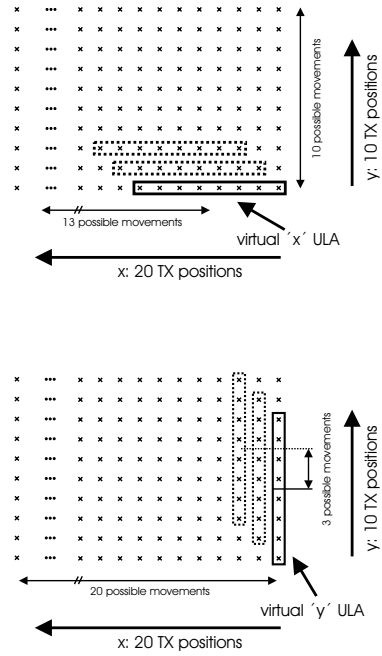 10 possible movements
y: 10 TX positions
13 possible movements
virtual ´x´ ULA
x: 20 TX positions
3 possible movements
y: 10 TX positions
20 possible movements
virtual ´y´ ULA
x: 20 TX positions